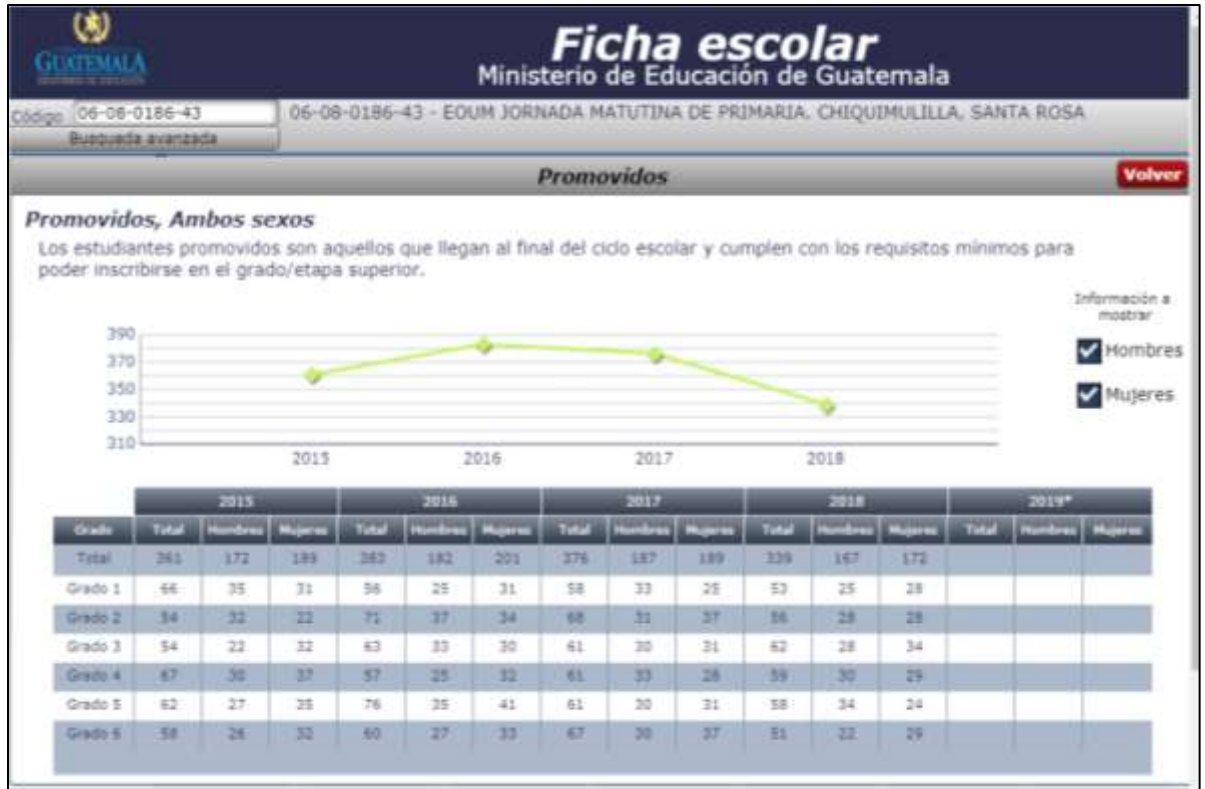 GUATEMALA
Ficha escolar
Ministerio de Educación de Guatemala
Código 06-08-0186-43 06-08-0186-43 - EOUM JORNADA MATUTINA DE PRIMARIA. CHIQUIMULILLA, SANTA ROSA
Busqueda avanzada
Promovidos Volver
Promovidos, Ambos sexos
Los estudiantes promovidos son aquellos que llegan al final del ciclo escolar y cumplen con los requisitos mínimos para
poder inscribirse en el grado/etapa superior.
Información a
mostrar
Hombres
Mujeres
390
370
350
330
310
2015 2016 2017 2018
2015 2016 2017 2018 2019*
Grado Total Hombres Mujeres Total Hombres Mujeres Total Hombres Mujeres Total Hombres Mujeres Total Hombres Mujeres
Total 361 172 189 383 182 201 376 187 189 339 167 172
Grado 1 66 35 31 56 25 31 58 33 25 53 25 28
Grado 2 54 32 22 71 37 34 68 31 37 56 28 28
Grado 3 54 22 32 63 33 30 61 30 31 62 28 34
Grado 4 67 30 37 57 25 32 61 33 28 59 30 29
Grado 5 62 27 35 76 35 41 61 30 31 58 34 24
Grado 6 58 26 32 60 27 33 67 30 37 51 22 29